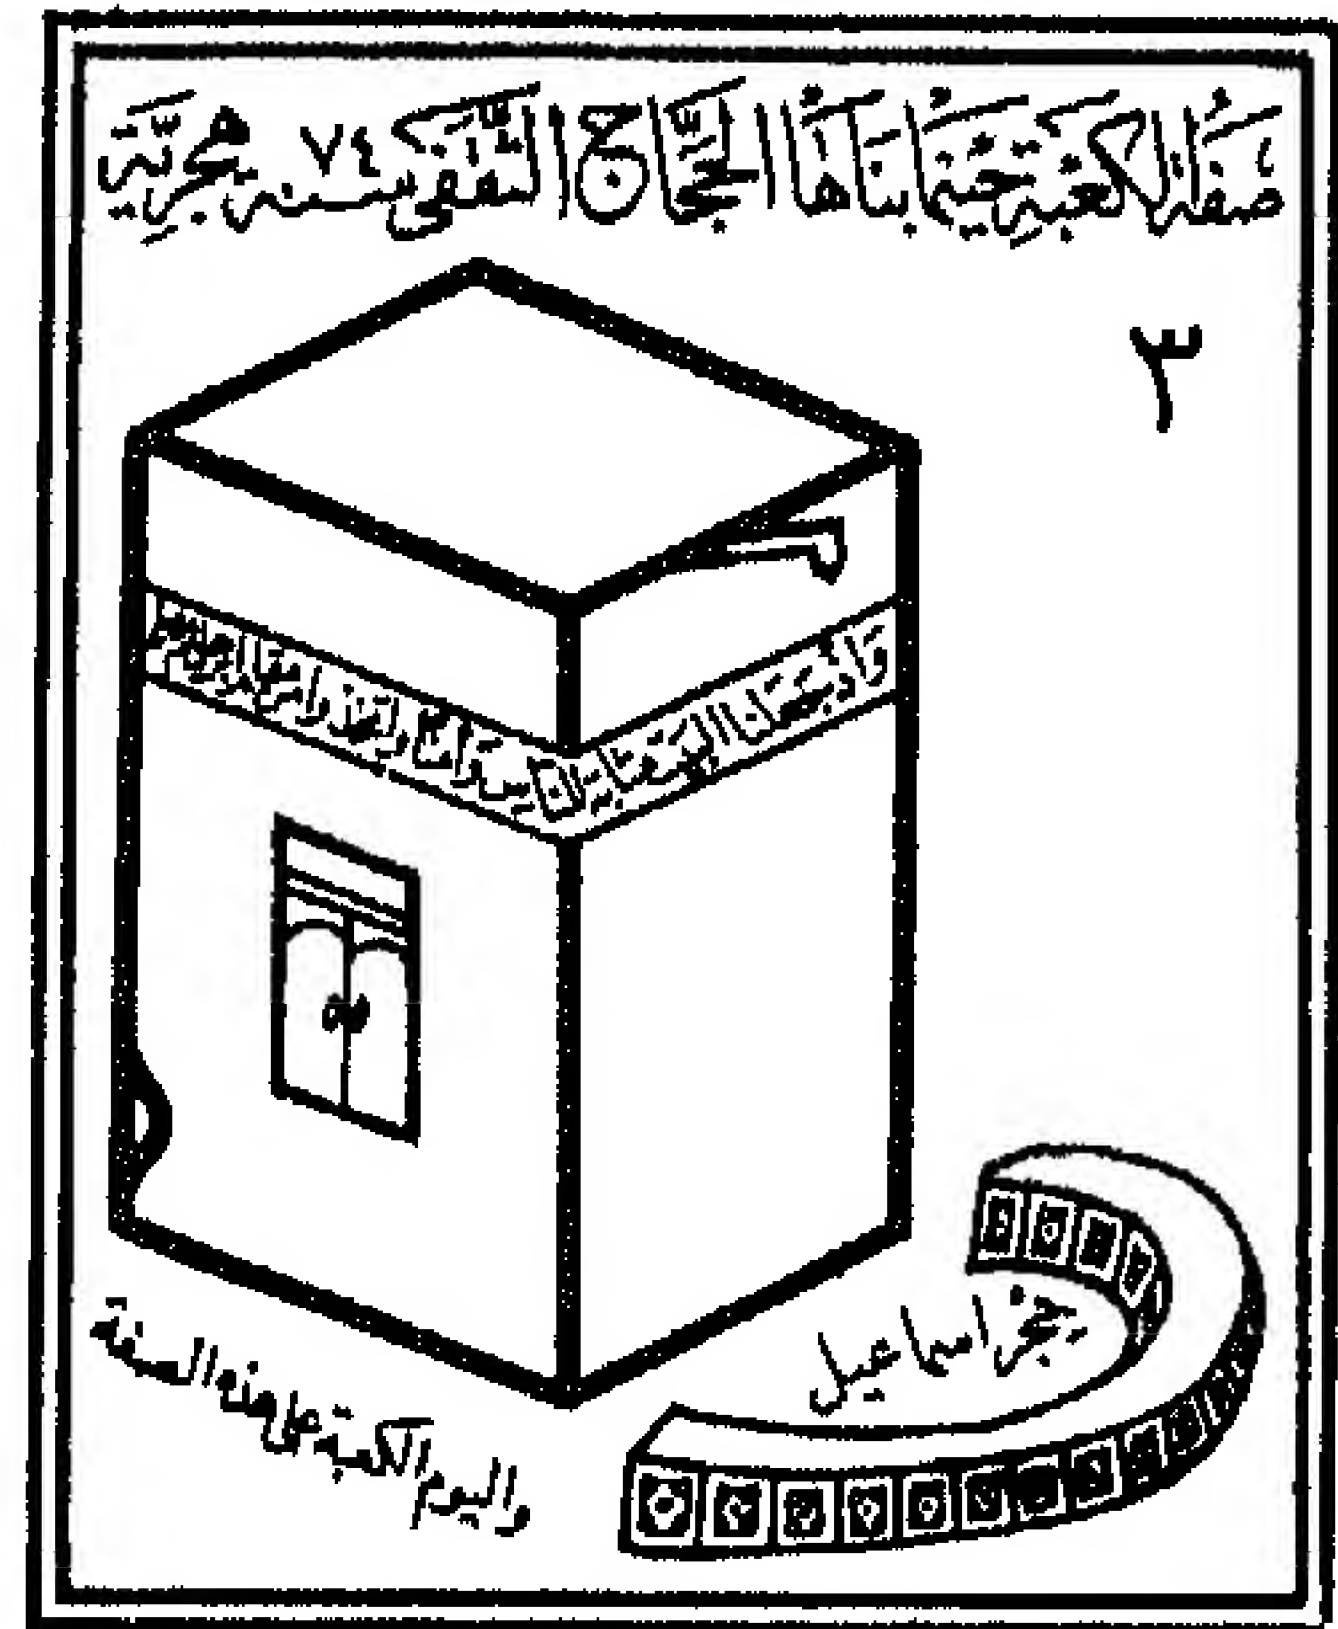 صفة الكعبة حين بناها الحجاج الثقفي سنة ٧٤ هجرية
٣
وإذ جعلنا البيت مثابة للناس وأمنا واتخذوا من مقام إبراهيم
حجر اسماعيل
واليوم الكعبة على هذه الصفة